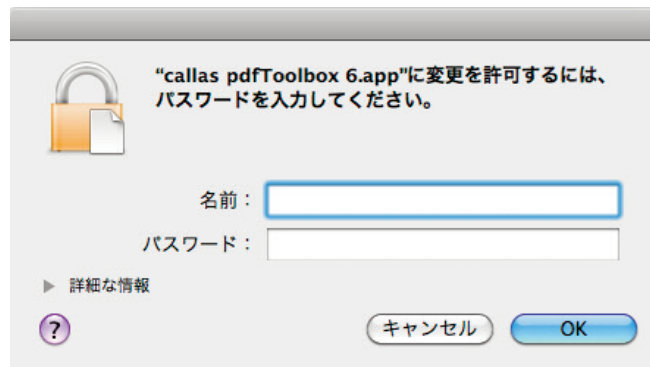 “callas pdfToolbox 6.app"に変更を許可するには、
パスワードを入力してください。
名前：
パスワード：
▶ 詳細な情報
?
キャンセル OK